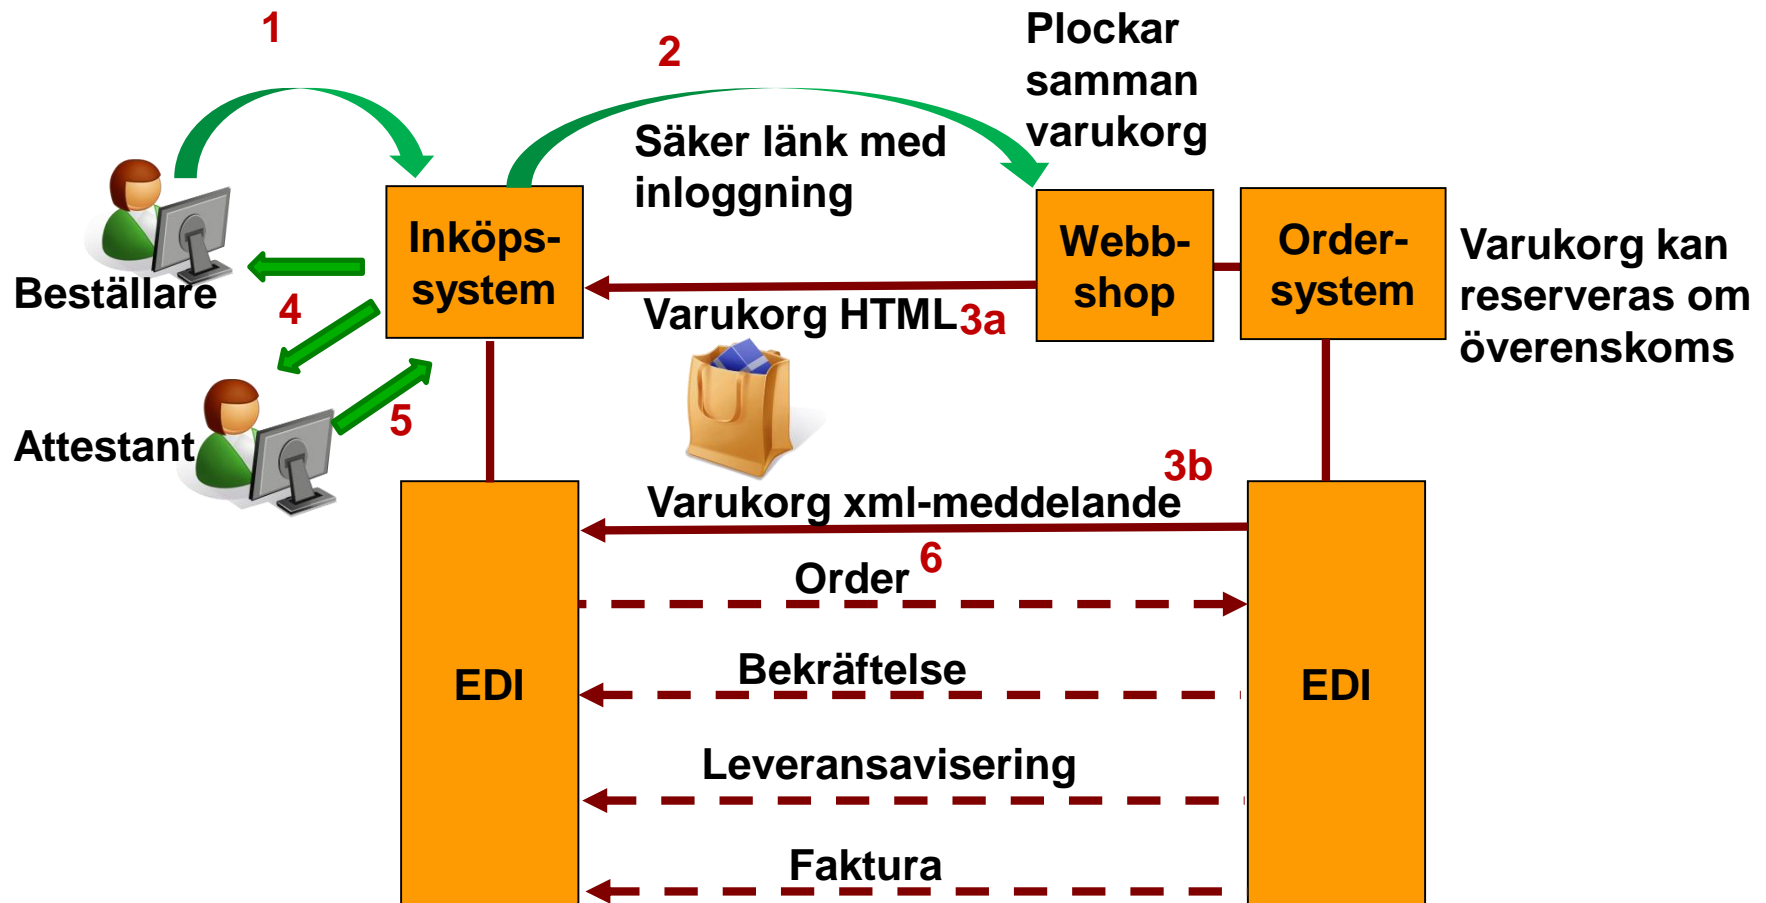 1
2
Plockar
samman
varukorg
Säker länk med
inloggning
Inköps-
system
Webb-
shop
Order-
system
Varukorg kan
reserveras om
överenskoms
Beställare
4
Varukorg HTML 3a
5
Attestant
3b
Varukorg xml-meddelande
6
Order
EDI
Bekräftelse
EDI
Leveransavisering
Faktura